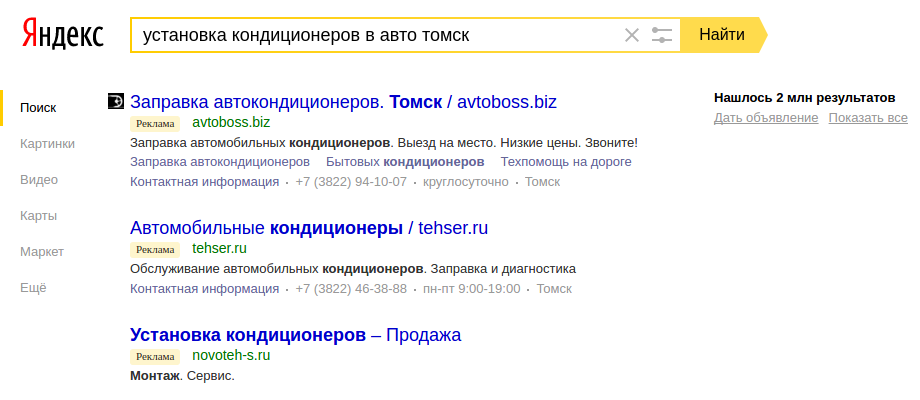 Яндекс
установка кондиционеров в авто томск
Найти
Поиск
Картинки
Видео
Карты
Маркет
Ещё
Заправка автокондиционеров. Томск / avtoboss.biz
Реклама avtoboss.biz
Заправка автомобильных кондиционеров. Выезд на место. Низкие цены. Звоните!
Заправка автокондиционеров Бытовых кондиционеров Техпомощь на дороге
Контактная информация · +7 (3822) 94-10-07 · круглосуточно · Томск
Автомобильные кондиционеры / tehser.ru
Реклама tehser.ru
Обслуживание автомобильных кондиционеров. Заправка и диагностика
Контактная информация · +7 (3822) 46-38-88 · пн-пт 9:00-19:00 · Томск
Установка кондиционеров – Продажа
Реклама novoteh-s.ru
Монтаж. Сервис.
Нашлось 2 млн результатов
Дать объявление Показать все